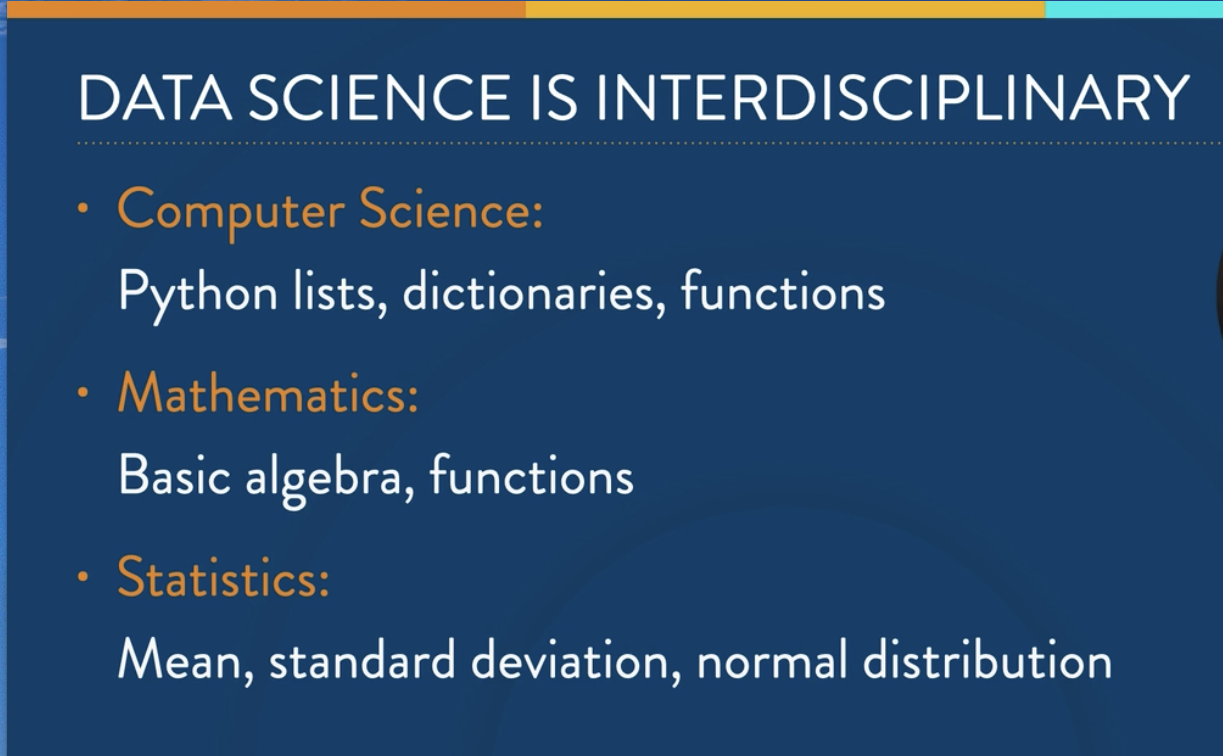 DATA SCIENCE IS INTERDISCIPLINARY
• Computer Science:
Python lists, dictionaries, functions
• Mathematics:
Basic algebra, functions
• Statistics:
Mean, standard deviation, normal distribution